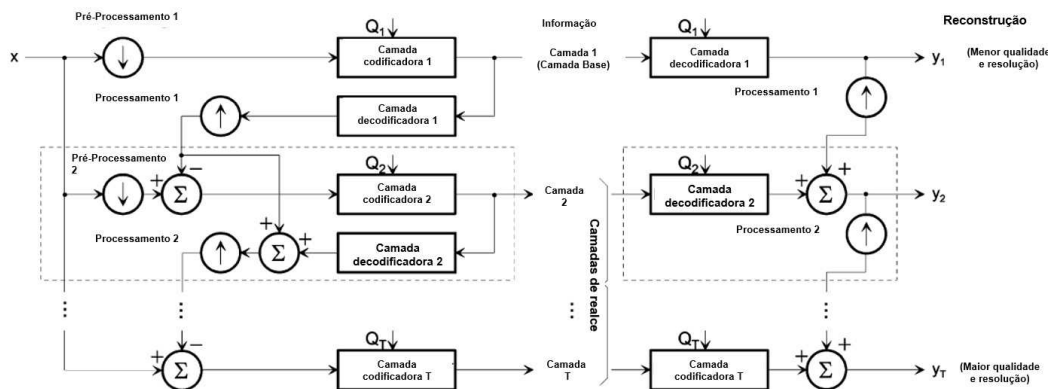 Pré-Processamento 1
Q1
Informação
Q1
Reconstrução
x
↓
Camada
codificadora 1
Camada 1
(Camada Base)
Camada
decodificadora 1
y1
(Menor qualidade
e resolução)
Processamento 1
↑
Camada
decodificadora 1
Processamento 1
↑
Pré-Processamento
2
−
Q2
Q2
↓
+
Σ
Camada
codificadora 2
Camada
2
Camada
decodificadora 2
+
Σ
+
y2
Processamento 2
↑
+
Σ
+
Camada
decodificadora 2
Processamento 2
↑
Camadas de realce
...
...
...
...
−
QT
QT
+
Σ
Camada
codificadora T
Camada
T
Camada
codificadora T
+
Σ
+
yT
(Maior qualidade
e resolução)